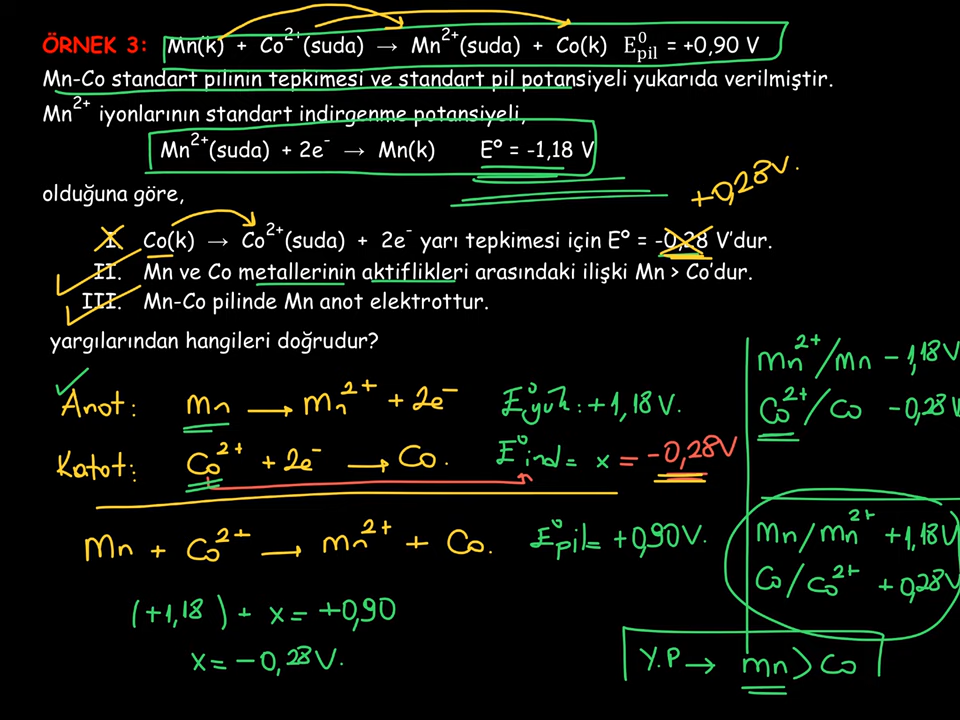 ÖRNEK 3: Mn(k) + Co²⁺(suda) → Mn²⁺(suda) + Co(k) E⁰pil = +0,90 V
Mn-Co standart pilinin tepkimesi ve standart pil potansiyeli yukarıda verilmiştir.
Mn²⁺ iyonlarının standart indirgenme potansiyeli,
Mn²⁺(suda) + 2e⁻ → Mn(k) Eº = -1,18 V
olduğuna göre,
+0,28V.
I. Co(k) → Co²⁺(suda) + 2e⁻ yarı tepkimesi için Eº = -0,28 V'dur.
II. Mn ve Co metallerinin aktiflikleri arasındaki ilişki Mn > Co'dur.
III. Mn-Co pilinde Mn anot elektrottur.
yargılarından hangileri doğrudur?
Anot: Mn → Mn²⁺ + 2e⁻ E°yük: +1,18V.
Katot: Co²⁺ + 2e⁻ → Co. E°ind = x = -0,28V
Mn + Co²⁺ → Mn²⁺ + Co. E°pil = +0,90V.
(+1,18) + x = +0,90
x = -0,28V.
Mn²⁺/Mn -1,18V
Co²⁺/Co -0,28V
Mn/Mn²⁺ +1,18V
Co/Co²⁺ +0,28V
Y.P → Mn > Co